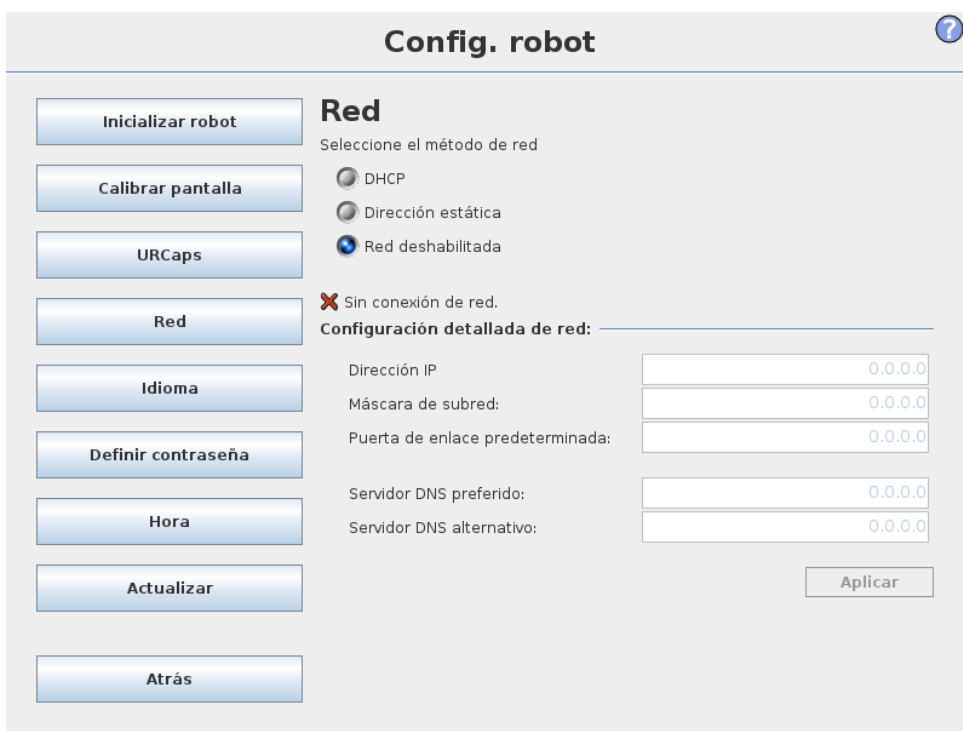 Config. robot
?
Inicializar robot
Calibrar pantalla
URCaps
Red
Idioma
Definir contraseña
Hora
Actualizar
Atrás
Red
Seleccione el método de red
DHCP
Dirección estática
Red deshabilitada
Sin conexión de red.
Configuración detallada de red:
Dirección IP 0.0.0.0
Máscara de subred: 0.0.0.0
Puerta de enlace predeterminada: 0.0.0.0
Servidor DNS preferido: 0.0.0.0
Servidor DNS alternativo: 0.0.0.0
Aplicar